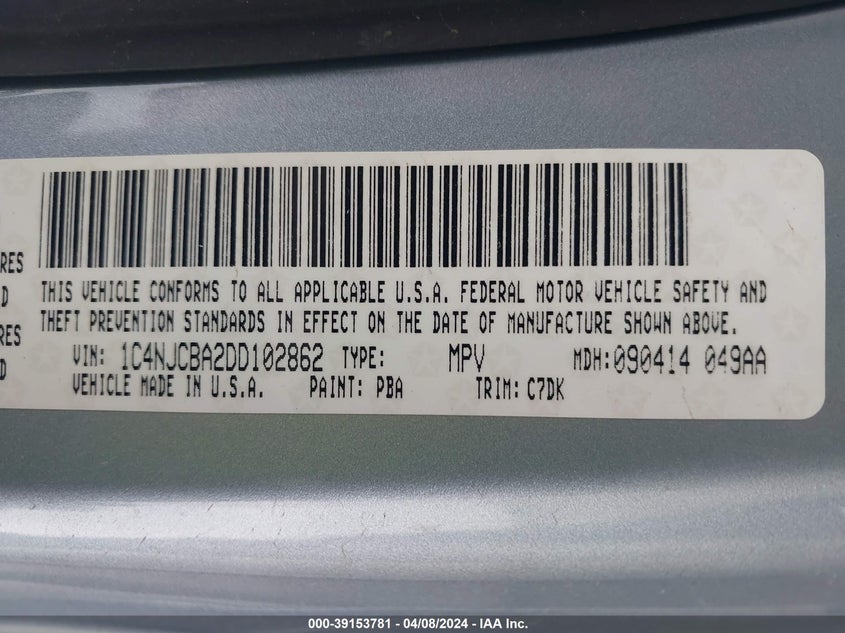 RES
D
RES
D
THIS VEHICLE CONFORMS TO ALL APPLICABLE U.S.A. FEDERAL MOTOR VEHICLE SAFETY AND
THEFT PREVENTION STANDARDS IN EFFECT ON THE DATE OF MANUFACTURE SHOWN ABOVE.
VIN: 1C4NJCBA2DD102862 TYPE: MPV MDH:090414 049AA
VEHICLE MADE IN U.S.A. PAINT: PBA TRIM: C7DK
000-39153781 - 04/08/2024 - IAA Inc.